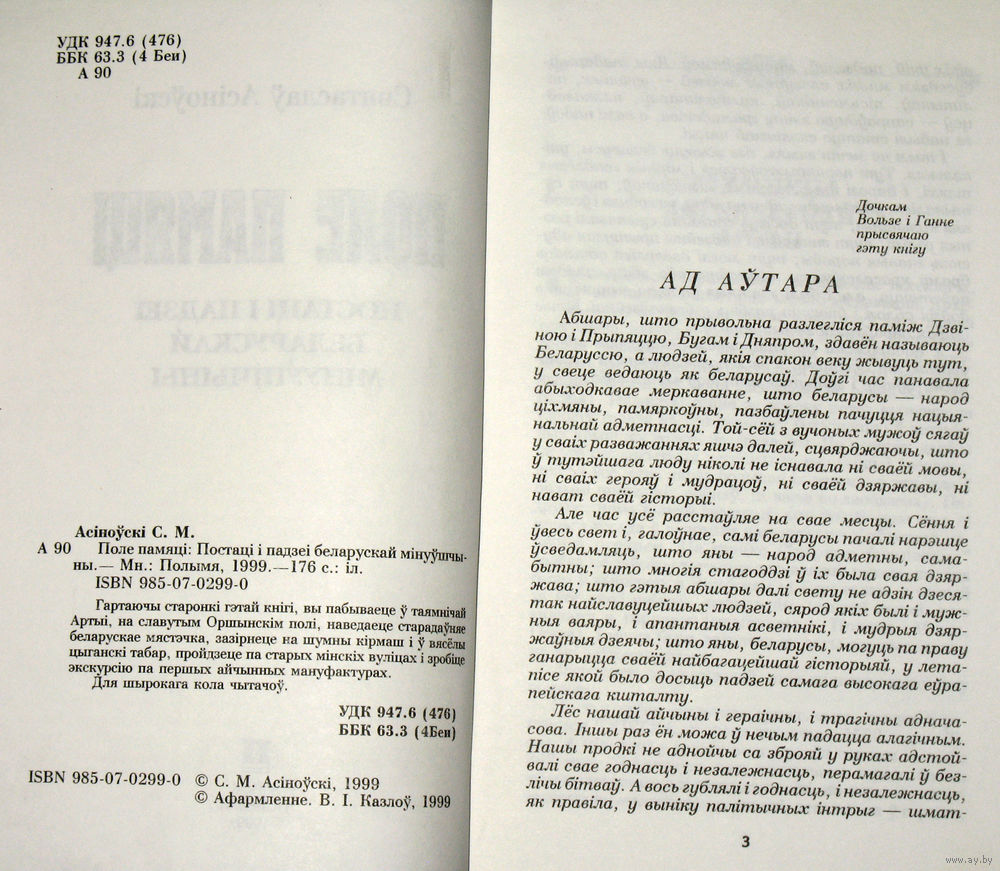 УДК 947.6 (476)
ББК 63.3 (4 Беи)
А 90
Асіноўскі С. М.
А 90 Поле памяці: Постаці і падзеі беларускай мінуўшчы-
ны.— Мн.: Полымя, 1999.—176 с.: іл.
ISBN 985-07-0299-0
Гартаючы старонкі гэтай кнігі, вы пабываеце ў таямнічай
Артыі, на славутым Оршынскім полі, наведаеце старадаўняе
беларускае мястэчка, зазірнеце на шумны кірмаш і ў вясёлы
цыганскі табар, пройдзеце па старых мінскіх вуліцах і зробіце
экскурсію па першых айчынных мануфактурах.
Для шырокага кола чытачоў.
УДК 947.6 (476)
ББК 63.3 (4Беи)
ISBN 985-07-0299-0 © С. М. Асіноўскі, 1999
© Афармленне. В. І. Казлоў, 1999
Дочкам
Вользе і Ганне
прысвячаю
гэту кнігу
АД АЎТАРА
Абшары, што прывольна разлегліся паміж Дзві-
ною і Прыпяццю, Бугам і Дняпром, здавён называюць
Беларуссю, а людзей, якія спакон веку жывуць тут,
у свеце ведаюць як беларусаў. Доўгі час панавала
абыходкавае меркаванне, што беларусы — народ
ціхмяны, памяркоўны, пазбаўлены пачуцця нацыя-
нальнай адметнасці. Той-сёй з вучоных мужоў сягаў
у сваіх разважаннях яшчэ далей, сцвярджаючы, што
ў тутэйшага люду ніколі не існавала ні сваёй мовы,
ні сваіх герояў і мудрацоў, ні сваёй дзяржавы, ні
нават сваёй гісторыі.
Але час усё расстаўляе на свае месцы. Сёння і
ўвесь свет і, галоўнае, самі беларусы пачалі нарэшце
ўсведамляць, што яны — народ адметны, сама-
бытны; што многія стагоддзі ў іх была свая дзяр-
жава; што гэтыя абшары далі свету не адзін дзеся-
так найславуцейшых людзей, сярод якіх былі і муж-
ныя ваяры, і апантаныя асветнікі, і мудрыя дзяр-
жаўныя дзеячы; што яны, беларусы, могуць па праву
ганарыцца сваёй найбагацейшай гісторыяй, у лета-
пісе якой было досыць падзей самага высокага еўра-
пейскага кшталту.
Лёс нашай айчыны і гераічны, і трагічны адначa-
сова. Іншы раз ён можа ў нечым падацца алагічным.
Нашы продкі не аднойчы са зброяй у руках адстой-
валі свае годнасць і незалежнасць, перамагалі ў без-
лічы бітваў. А вось гублялі і годнасць, і незалежнасць,
як правіла, у выніку палітычных інтрыг — шмат-
3
www.ay.by